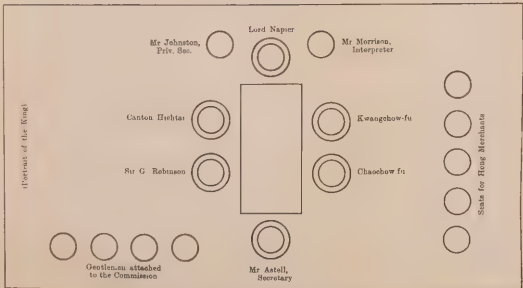 Lord Napier
Mr Johnston,
Priv. Sec.
Mr Morrison,
Interpreter
(Portrait of the King)
Canton Hsehtai
Kwangchow-fu
Sir G Robinson
Chaochow fu
Seats for Hong Merchants
Gentlemen attached
to the Commission
Mr Astell,
Secretary